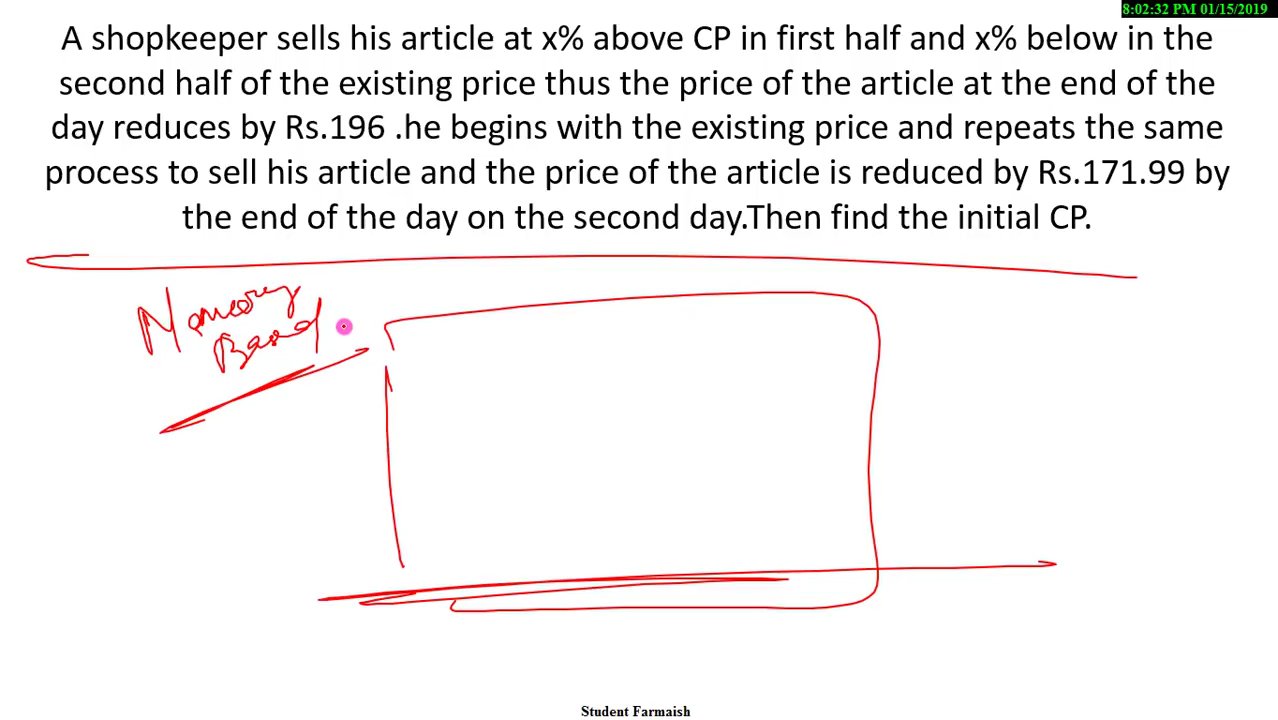 8:02:32 PM 01/15/2019
A shopkeeper sells his article at x% above CP in first half and x% below in the
second half of the existing price thus the price of the article at the end of the
day reduces by Rs.196 .he begins with the existing price and repeats the same
process to sell his article and the price of the article is reduced by Rs.171.99 by
the end of the day on the second day.Then find the initial CP.
Memory
Based
Student Farmaish